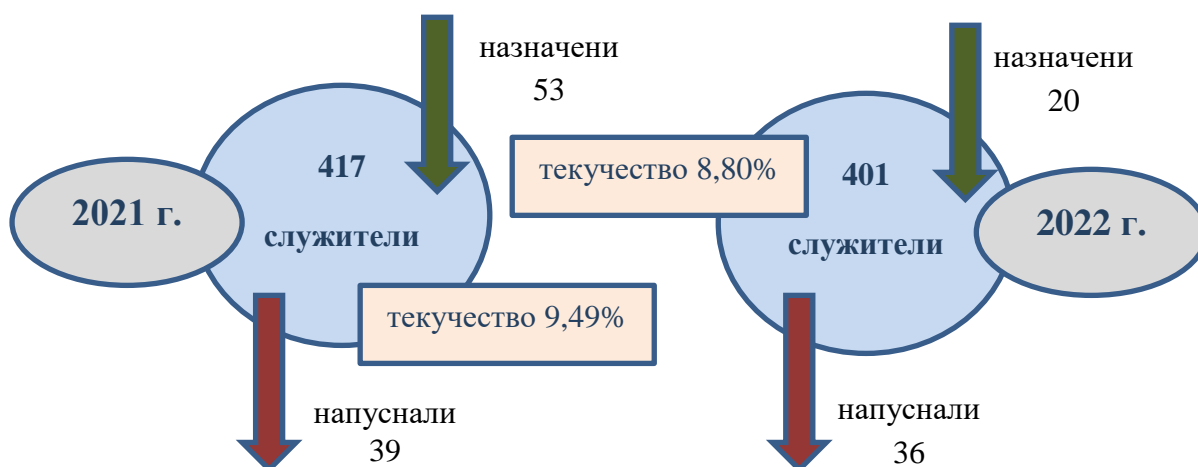 назначени
53
417
служители
2021 г.
текучество 9,49%
напуснали
39
назначени
20
текучество 8,80%
401
служители
2022 г.
напуснали
36